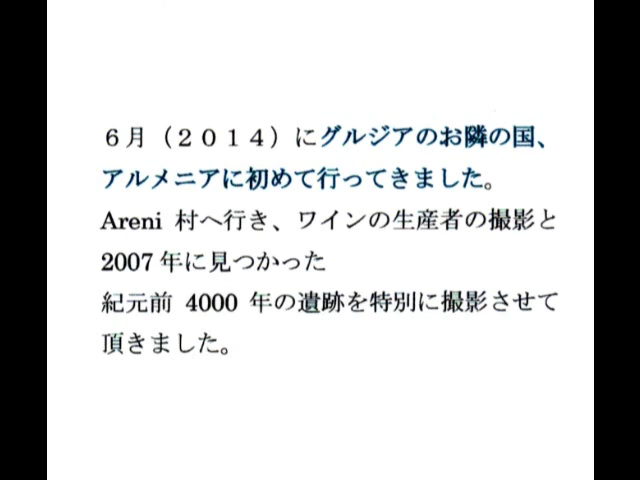 ６月（２０１４）にグルジアのお隣の国、
アルメニアに初めて行ってきました。
Areni 村へ行き、ワインの生産者の撮影と
2007 年に見つかった
紀元前 4000 年の遺跡を特別に撮影させて
頂きました。